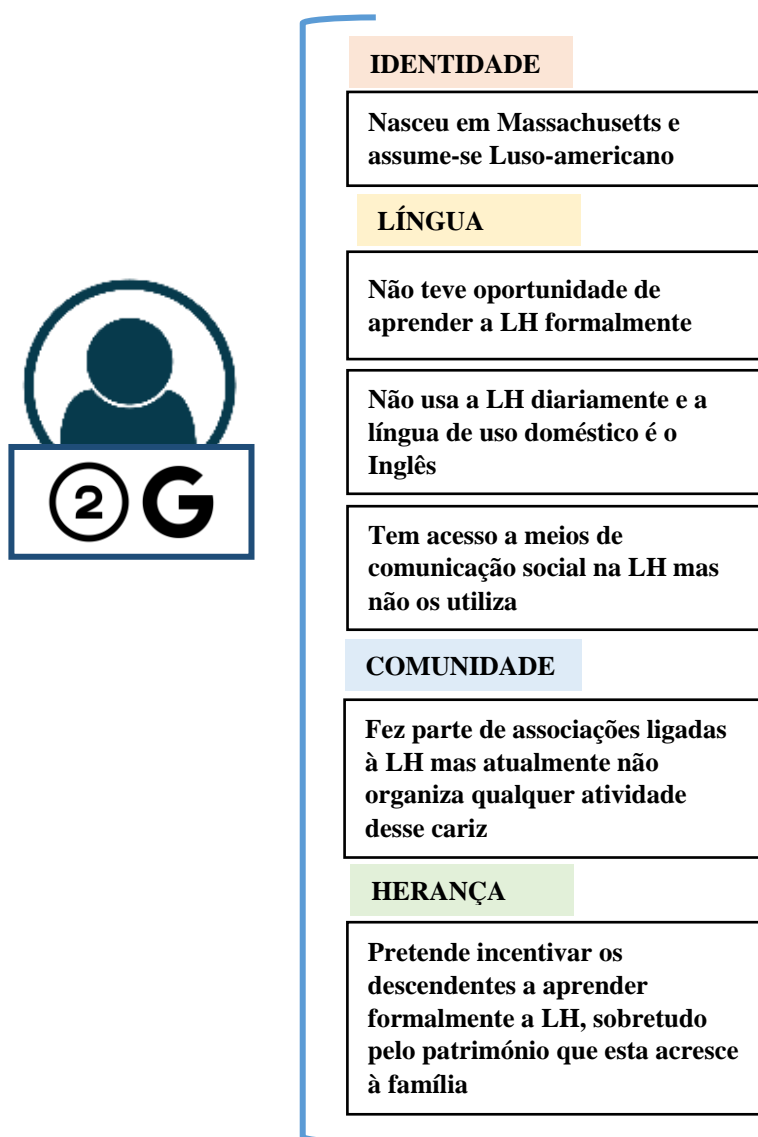 IDENTIDADE
Nasceu em Massachusetts e
assume-se Luso-americano
LÍNGUA
Não teve oportunidade de
aprender a LH formalmente
Não usa a LH diariamente e a
língua de uso doméstico é o
Inglês
Tem acesso a meios de
comunicação social na LH mas
não os utiliza
2 G
COMUNIDADE
Fez parte de associações ligadas
à LH mas atualmente não
organiza qualquer atividade
desse cariz
HERANÇA
Pretende incentivar os
descendentes a aprender
formalmente a LH, sobretudo
pelo património que esta acresce
à família